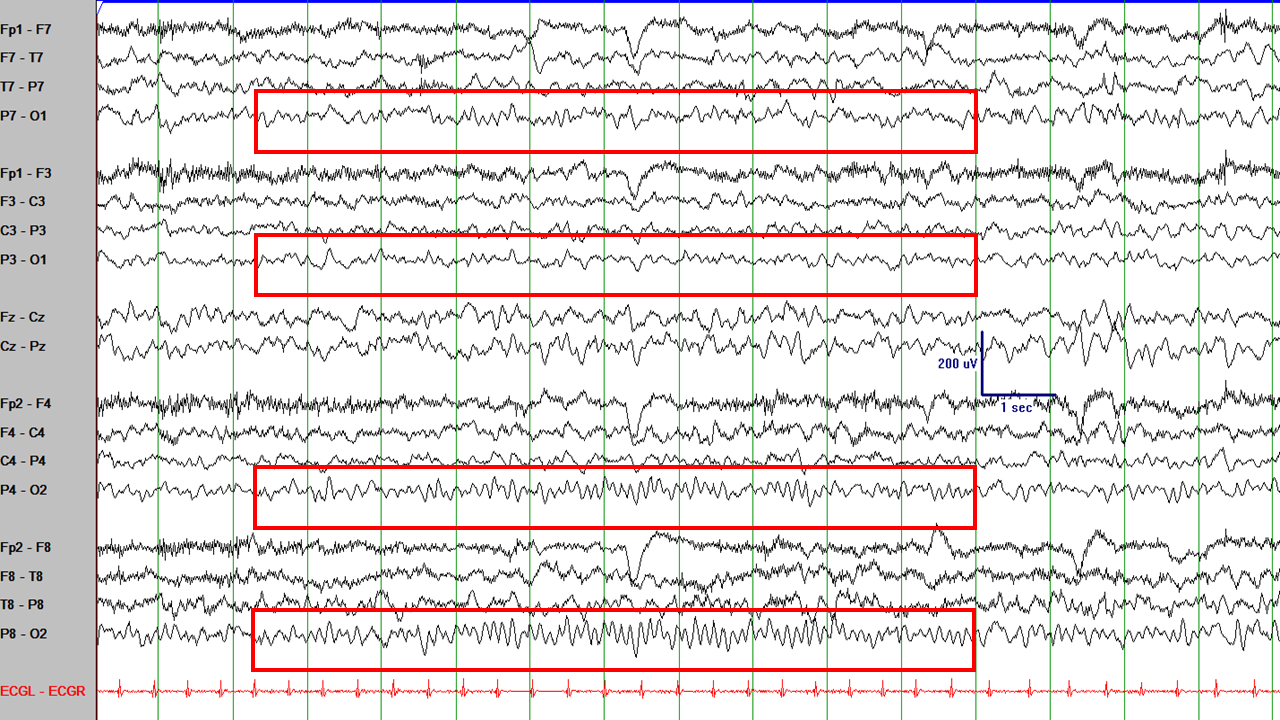 Fp1 - F7
F7 - T7
T7 - P7
P7 - O1
Fp1 - F3
F3 - C3
C3 - P3
P3 - O1
Fz - Cz
Cz - Pz
200 uV
1 sec
Fp2 - F4
F4 - C4
C4 - P4
P4 - O2
Fp2 - F8
F8 - T8
T8 - P8
P8 - O2
ECGL - ECGR